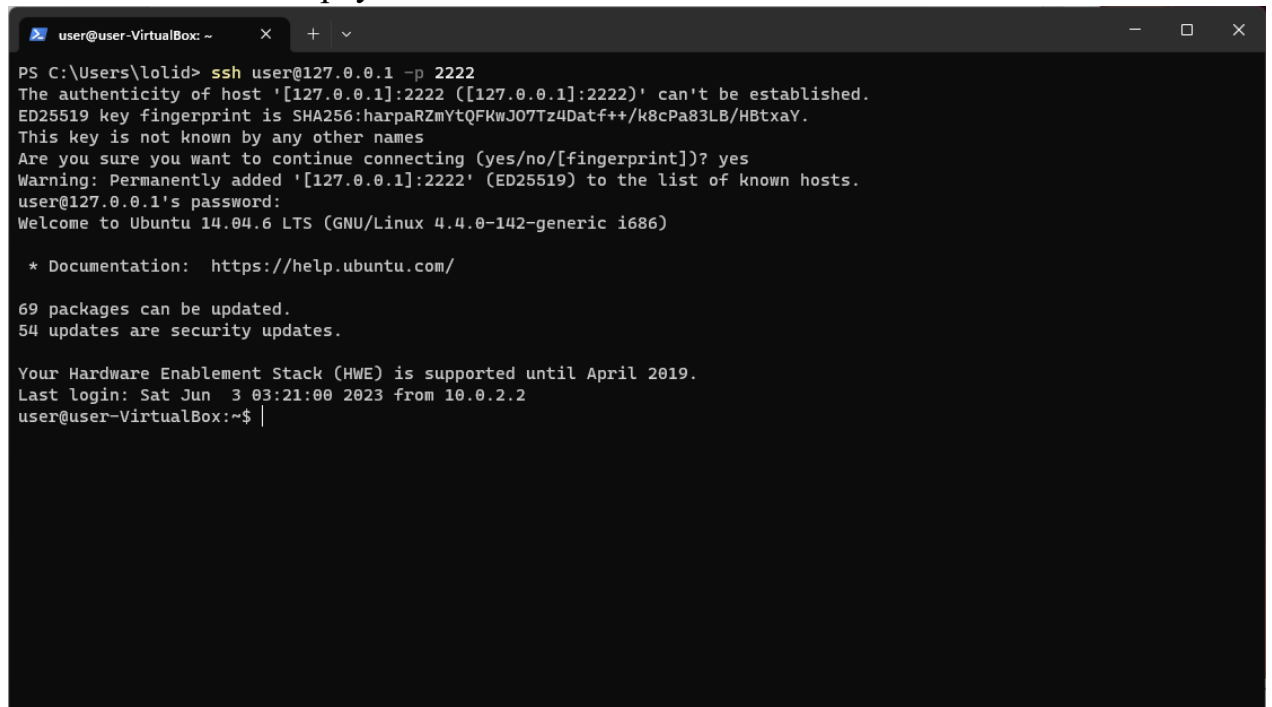 user@user-VirtualBox: ~
PS C:\Users\lolid> ssh user@127.0.0.1 -p 2222
The authenticity of host '[127.0.0.1]:2222 ([127.0.0.1]:2222)' can't be established.
ED25519 key fingerprint is SHA256:harpaRZmYtQFKwJO7Tz4Datf++/k8cPa83LB/HBtxaY.
This key is not known by any other names
Are you sure you want to continue connecting (yes/no/[fingerprint])? yes
Warning: Permanently added '[127.0.0.1]:2222' (ED25519) to the list of known hosts.
user@127.0.0.1's password:
Welcome to Ubuntu 14.04.6 LTS (GNU/Linux 4.4.0-142-generic i686)
* Documentation:  https://help.ubuntu.com/
69 packages can be updated.
54 updates are security updates.
Your Hardware Enablement Stack (HWE) is supported until April 2019.
Last login: Sat Jun  3 03:21:00 2023 from 10.0.2.2
user@user-VirtualBox:~$